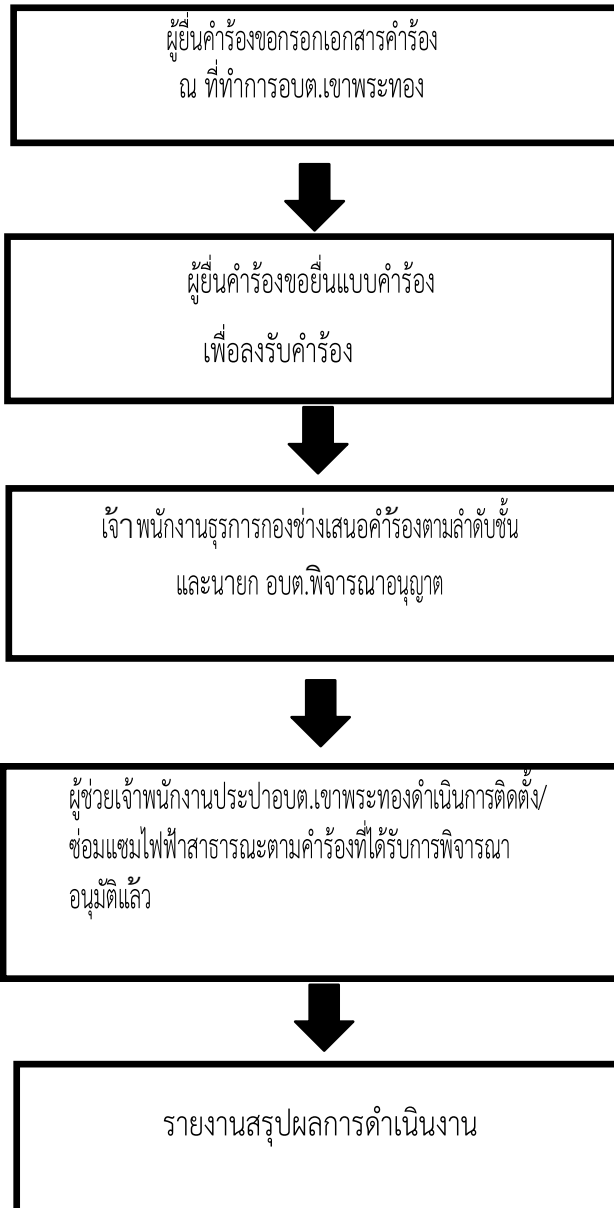 ผู้ยื่นคำร้องขอกรอกเอกสารคำร้อง
ณ ที่ทำการอบต.เขาพระทอง
ผู้ยื่นคำร้องขอยื่นแบบคำร้อง
เพื่อลงรับคำร้อง
เจ้าพนักงานธุรการกองช่างเสนอคำร้องตามลำดับชั้น
และนายก อบต.พิจารณาอนุญาต
ผู้ช่วยเจ้าพนักงานประปาอบต.เขาพระทองดำเนินการติดตั้ง/
ซ่อมแซมไฟฟ้าสาธารณะตามคำร้องที่ได้รับการพิจารณา
อนุมัติแล้ว
รายงานสรุปผลการดำเนินงาน